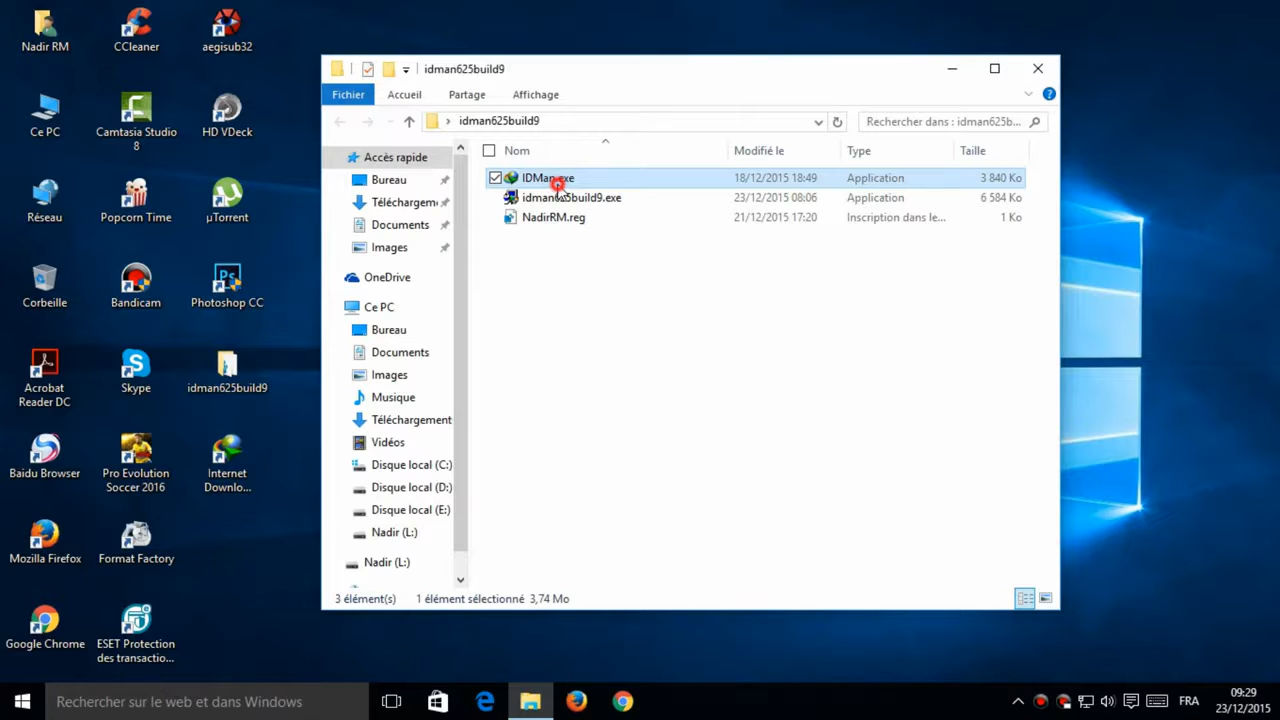 Nadir RM
CCleaner
aegisub32
Ce PC
Camtasia Studio
8
HD VDeck
Réseau
Popcorn Time
µTorrent
Corbeille
Bandicam
Photoshop CC
Acrobat
Reader DC
Skype
idman625build9
Baidu Browser
Pro Evolution
Soccer 2016
Internet
Downlo...
Mozilla Firefox
Format Factory
Google Chrome
ESET Protection
des transactio...
idman625build9
Fichier
Accueil
Partage
Affichage
idman625build9
Rechercher dans : idman625b...
Accès rapide
Bureau
Téléchargem
Documents
Images
OneDrive
Ce PC
Bureau
Documents
Images
Musique
Téléchargement
Vidéos
Disque local (C:)
Disque local (D:)
Disque local (E:)
Nadir (L:)
Nadir (L:)
Nom
Modifié le
Type
Taille
IDMan.exe
18/12/2015 18:49
Application
3 840 Ko
idman625build9.exe
23/12/2015 08:06
Application
6 584 Ko
NadirRM.reg
21/12/2015 17:20
Inscription dans le...
1 Ko
3 élément(s)
1 élément sélectionné 3,74 Mo
Rechercher sur le web et dans Windows
FRA
09:29
23/12/2015